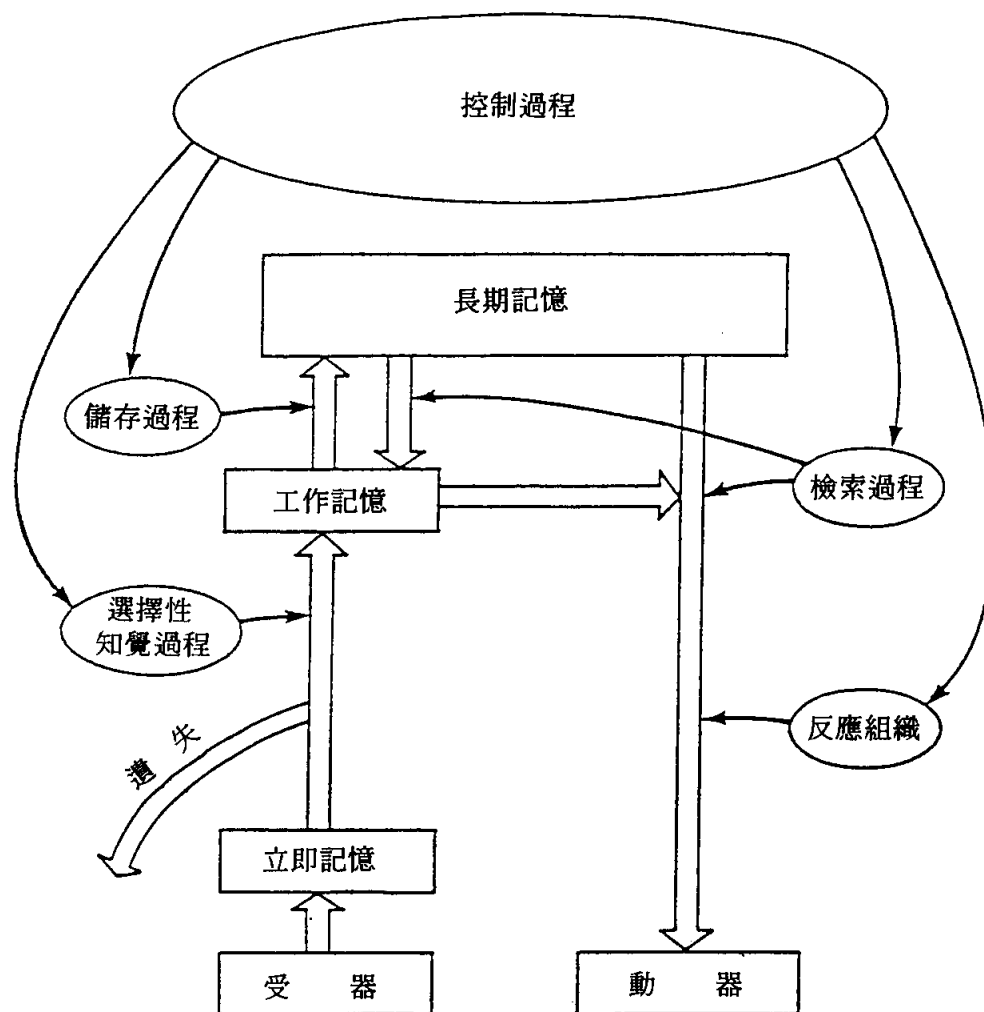 控制過程
長期記憶
儲存過程
工作記憶
檢索過程
選擇性
知覺過程
遺失
反應組織
立即記憶
受 器
動 器